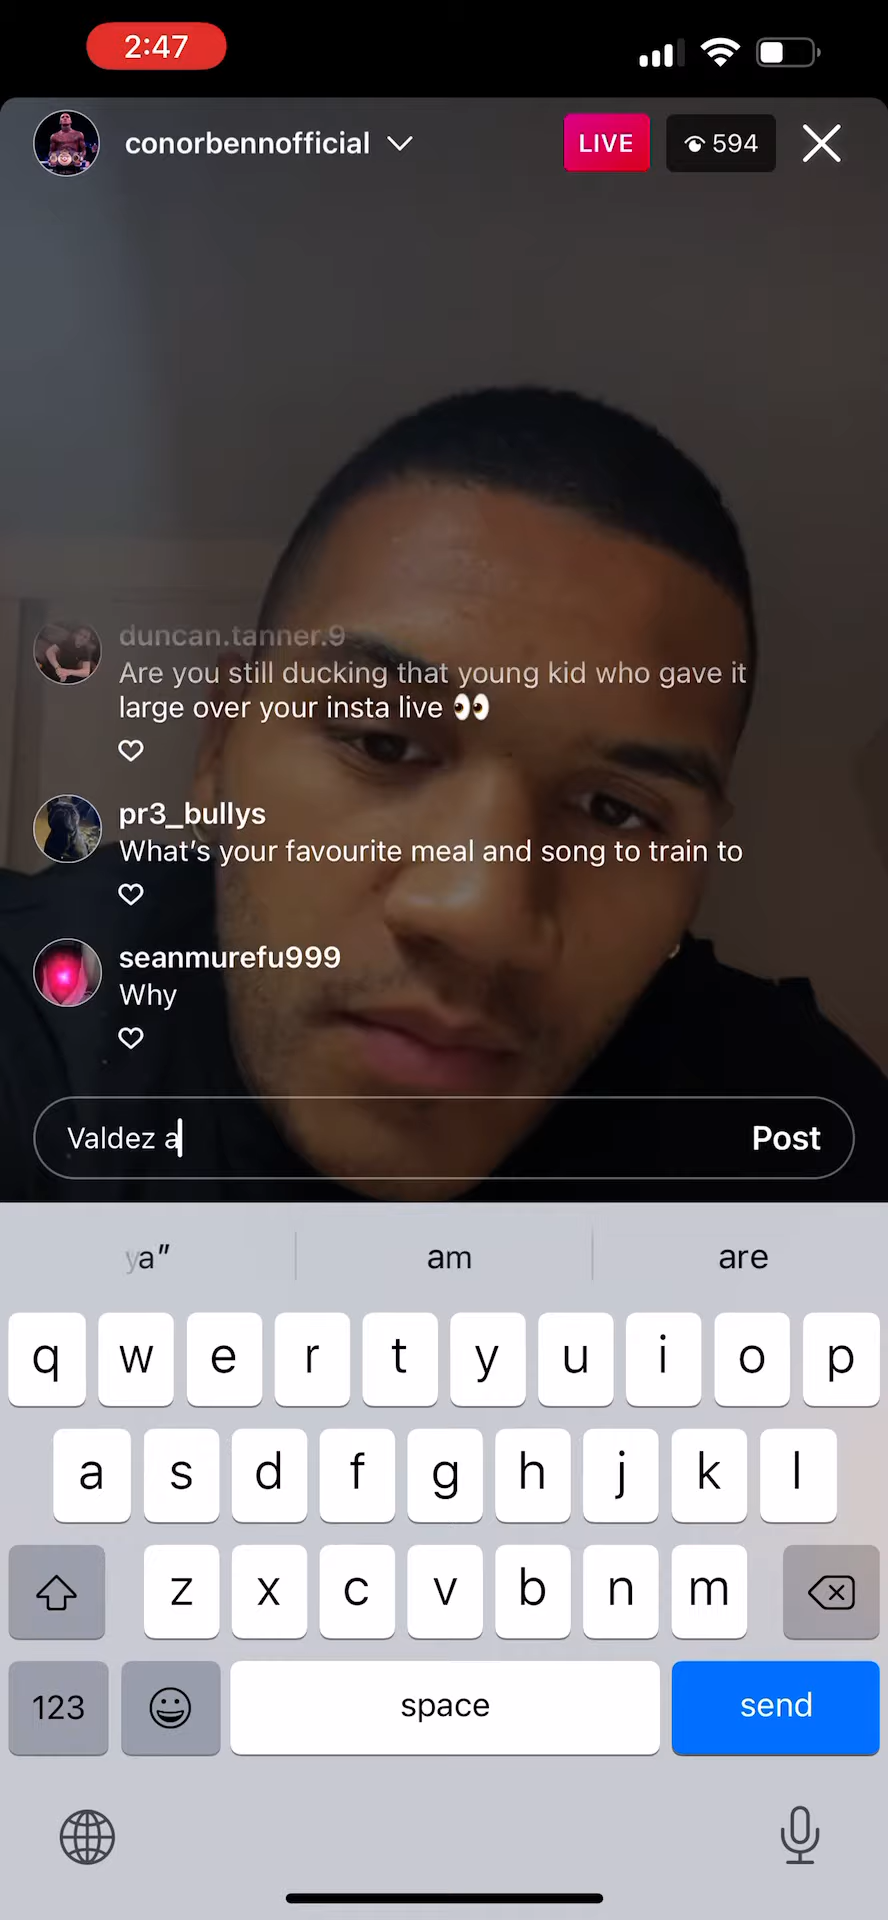 2:47
conorbennofficial
LIVE
594
duncan.tanner.9
Are you still ducking that young kid who gave it
large over your insta live 👀
pr3_bullys
What's your favourite meal and song to train to
seanmurefu999
Why
Valdez a
Post
ya"
am
are
q w e r t y u i o p
a s d f g h j k l
z x c v b n m
123
space
send